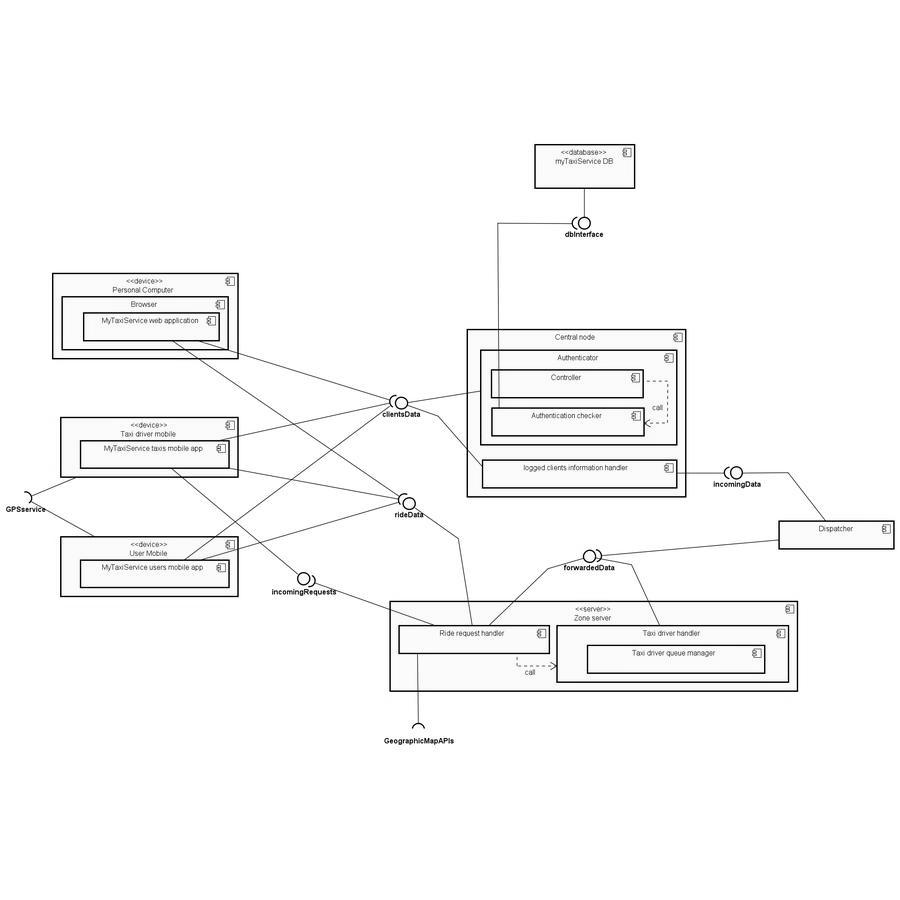 <<database>>
myTaxiService DB
dbInterface
<<device>>
Personal Computer
Browser
MyTaxiService web application
Central node
Authenticator
Controller
call
Authentication checker
logged clients information handler
clientsData
<<device>>
Taxi driver mobile
MyTaxiService taxis mobile app
GPSservice
rideData
incomingData
Dispatcher
<<device>>
User Mobile
MyTaxiService users mobile app
incomingRequests
forwardedData
<<server>>
Zone server
Ride request handler
Taxi driver handler
Taxi driver queue manager
call
GeographicMapAPIs